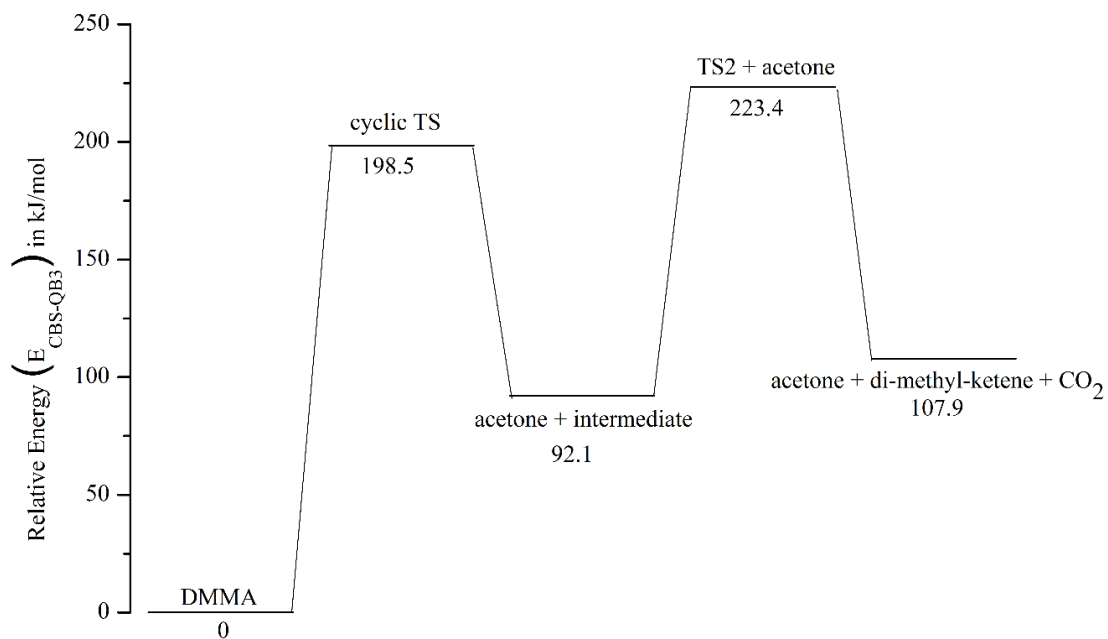 250
200
150
100
50
0
Relative Energy (E CBS-QB3) in kJ/mol
DMMA
0
cyclic TS
198.5
acetone + intermediate
92.1
TS2 + acetone
223.4
acetone + di-methyl-ketene + CO2
107.9